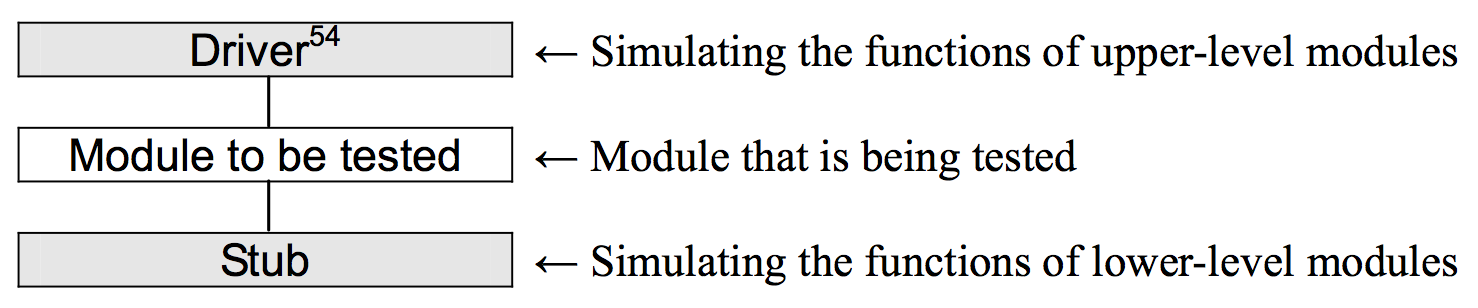 Driver54 ← Simulating the functions of upper-level modules
Module to be tested ← Module that is being tested
Stub ← Simulating the functions of lower-level modules